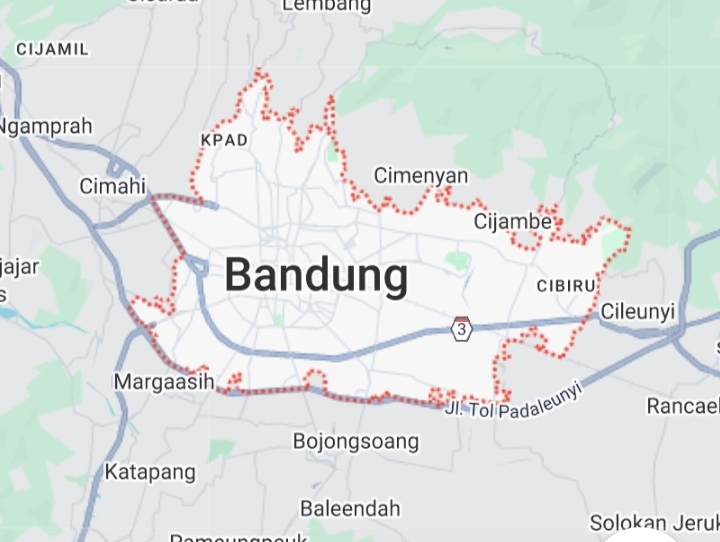 Lembang
CIJAMIL
Ngamprah
KPAD
Cimahi
Cimenyan
Cijambe
Bandung
jajar
s
CIBIRU
Cileunyi
3
Margaasih
Jl. Tol Padaleunyi
Rancael
Bojongsoang
Katapang
Baleendah
Solokan Jeruk